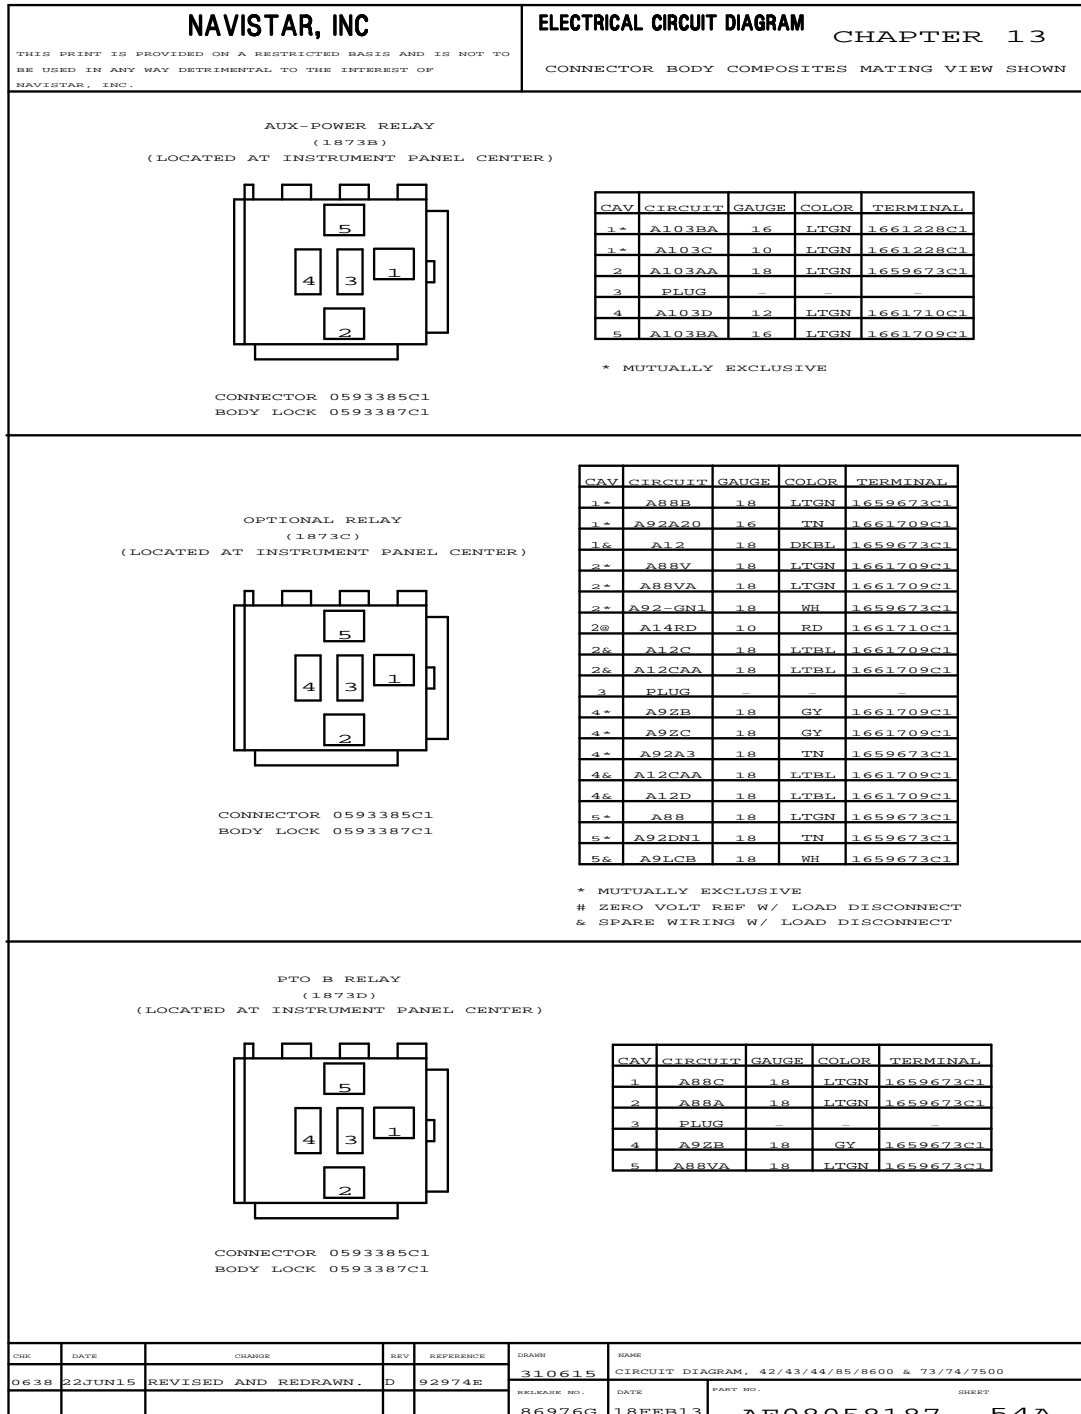 NAVISTAR, INC
THIS PRINT IS PROVIDED ON A RESTRICTED BASIS AND IS NOT TO
BE USED IN ANY WAY DETRIMENTAL TO THE INTEREST OF
NAVISTAR, INC.
ELECTRICAL CIRCUIT DIAGRAM CHAPTER 13
CONNECTOR BODY COMPOSITES MATING VIEW SHOWN
AUX-POWER RELAY
(1873B)
(LOCATED AT INSTRUMENT PANEL CENTER)
5
4 3 1
2
CONNECTOR 0593385C1
BODY LOCK 0593387C1
CAV CIRCUIT GAUGE COLOR TERMINAL
1* A103BA 16 LTGN 1661228C1
1* A103C 10 LTGN 1661228C1
2 A103AA 18 LTGN 1659673C1
3 PLUG - - -
4 A103D 12 LTGN 1661710C1
5 A103BA 16 LTGN 1661709C1
* MUTUALLY EXCLUSIVE
OPTIONAL RELAY
(1873C)
(LOCATED AT INSTRUMENT PANEL CENTER)
5
4 3 1
2
CONNECTOR 0593385C1
BODY LOCK 0593387C1
CAV CIRCUIT GAUGE COLOR TERMINAL
1* A88B 18 LTGN 1659673C1
1* A92A20 16 TN 1661709C1
1& A12 18 DKBL 1659673C1
2* A88V 18 LTGN 1661709C1
2* A88VA 18 LTGN 1661709C1
2* A92-GN1 18 WH 1659673C1
2@ A14RD 10 RD 1661710C1
2& A12C 18 LTBL 1661709C1
2& A12CAA 18 LTBL 1661709C1
3 PLUG - - -
4* A9ZB 18 GY 1661709C1
4* A9ZC 18 GY 1661709C1
4* A92A3 18 TN 1659673C1
4& A12CAA 18 LTBL 1661709C1
4& A12D 18 LTBL 1661709C1
5* A88 18 LTGN 1659673C1
5* A92DN1 18 TN 1659673C1
5& A9LCB 18 WH 1659673C1
* MUTUALLY EXCLUSIVE
# ZERO VOLT REF W/ LOAD DISCONNECT
& SPARE WIRING W/ LOAD DISCONNECT
PTO B RELAY
(1873D)
(LOCATED AT INSTRUMENT PANEL CENTER)
5
4 3 1
2
CONNECTOR 0593385C1
BODY LOCK 0593387C1
CAV CIRCUIT GAUGE COLOR TERMINAL
1 A88C 18 LTGN 1659673C1
2 A88A 18 LTGN 1659673C1
3 PLUG - - -
4 A9ZB 18 GY 1659673C1
5 A88VA 18 LTGN 1659673C1
CHK DATE CHANGE REV REFERENCE DRAWN NAME
0638 22JUN15 REVISED AND REDRAWN. D 92974E 310615 CIRCUIT DIAGRAM, 42/43/44/85/8600 & 73/74/7500
RELEASE NO. DATE PART NO. SHEET
86976G 18FEB13 AE08058187 54A